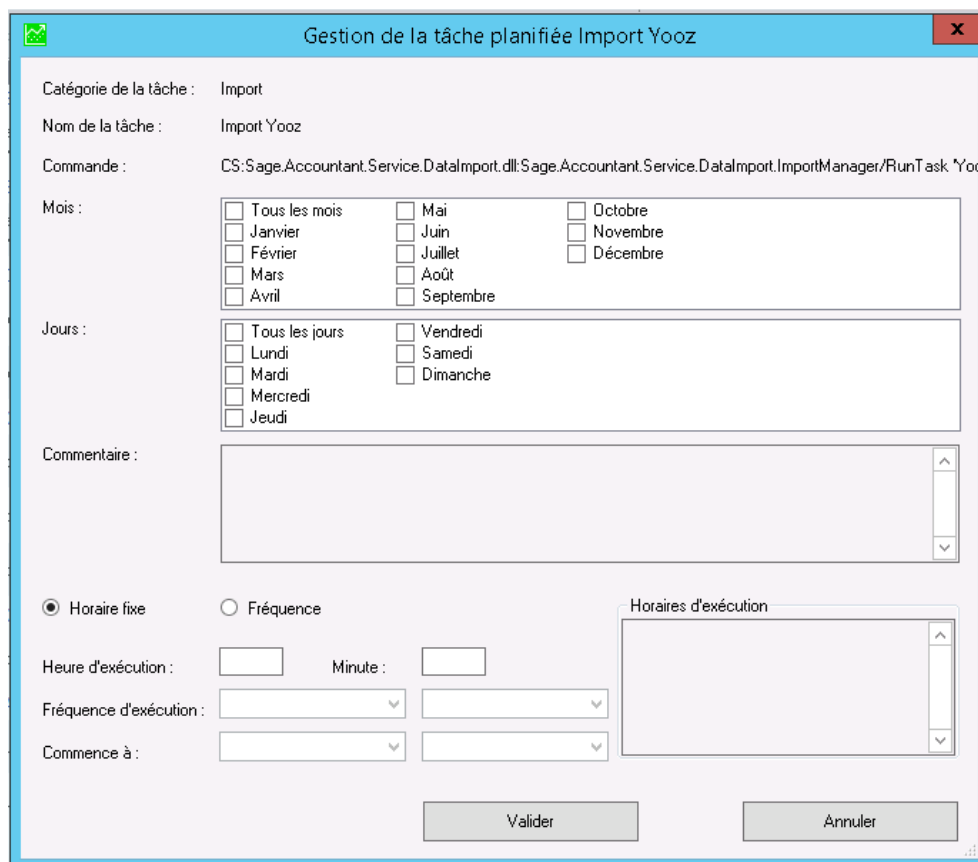 Gestion de la tâche planifiée Import Yooz
x
Catégorie de la tâche : Import
Nom de la tâche : Import Yooz
Commande : CS:Sage.Accountant.Service.DataImport.dll:Sage.Accountant.Service.DataImport.ImportManager/RunTask "Yoo
Mois :
Tous les mois
Janvier
Février
Mars
Avril
Mai
Juin
Juillet
Août
Septembre
Octobre
Novembre
Décembre
Jours :
Tous les jours
Lundi
Mardi
Mercredi
Jeudi
Vendredi
Samedi
Dimanche
Commentaire :
Horaire fixe
Fréquence
Heure d'exécution :
Minute :
Fréquence d'exécution :
Commence à :
Horaires d'exécution
Valider
Annuler